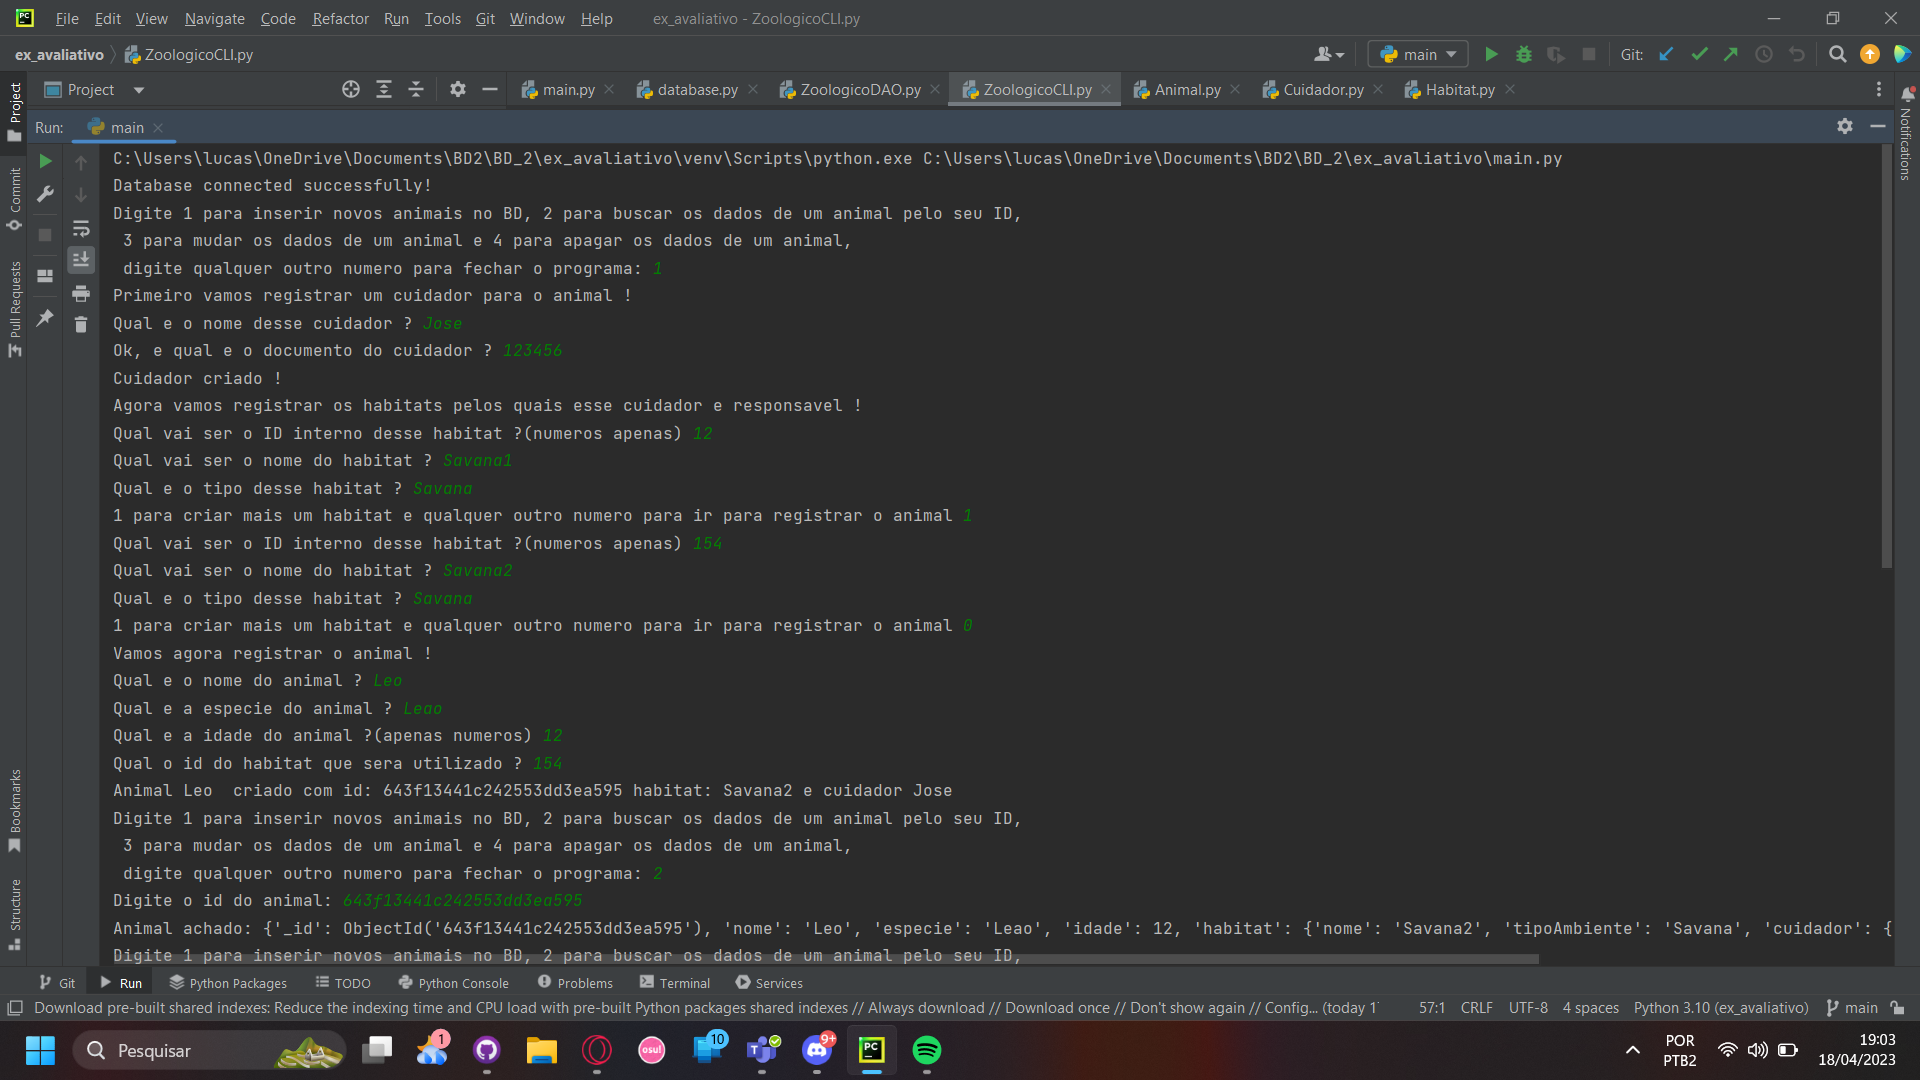 File Edit View Navigate Code Refactor Run Tools Git Window Help ex_avaliativo - ZoologicoCLI.py
ex_avaliativo ZoologicoCLI.py main Git:
Project main.py database.py ZoologicoDAO.py ZoologicoCLI.py Animal.py Cuidador.py Habitat.py
Run: main
Project
Commit
Pull Requests
Bookmarks
Structure
Notifications
C:\Users\lucas\OneDrive\Documents\BD2\BD_2\ex_avaliativo\venv\Scripts\python.exe C:\Users\lucas\OneDrive\Documents\BD2\BD_2\ex_avaliativo\main.py
Database connected successfully!
Digite 1 para inserir novos animais no BD, 2 para buscar os dados de um animal pelo seu ID,
3 para mudar os dados de um animal e 4 para apagar os dados de um animal,
digite qualquer outro numero para fechar o programa: 1
Primeiro vamos registrar um cuidador para o animal !
Qual e o nome desse cuidador ? Jose
Ok, e qual e o documento do cuidador ? 123456
Cuidador criado !
Agora vamos registrar os habitats pelos quais esse cuidador e responsavel !
Qual vai ser o ID interno desse habitat ?(numeros apenas) 12
Qual vai ser o nome do habitat ? Savana1
Qual e o tipo desse habitat ? Savana
1 para criar mais um habitat e qualquer outro numero para ir para registrar o animal 1
Qual vai ser o ID interno desse habitat ?(numeros apenas) 154
Qual vai ser o nome do habitat ? Savana2
Qual e o tipo desse habitat ? Savana
1 para criar mais um habitat e qualquer outro numero para ir para registrar o animal 0
Vamos agora registrar o animal !
Qual e o nome do animal ? Leo
Qual e a especie do animal ? Leao
Qual e a idade do animal ?(apenas numeros) 12
Qual o id do habitat que sera utilizado ? 154
Animal Leo  criado com id: 643f13441c242553dd3ea595 habitat: Savana2 e cuidador Jose
Digite 1 para inserir novos animais no BD, 2 para buscar os dados de um animal pelo seu ID,
3 para mudar os dados de um animal e 4 para apagar os dados de um animal,
digite qualquer outro numero para fechar o programa: 2
Digite o id do animal: 643f13441c242553dd3ea595
Animal achado: {'_id': ObjectId('643f13441c242553dd3ea595'), 'nome': 'Leo', 'especie': 'Leao', 'idade': 12, 'habitat': {'nome': 'Savana2', 'tipoAmbiente': 'Savana', 'cuidador': {
Digite 1 para inserir novos animais no BD, 2 para buscar os dados de um animal pelo seu ID,
Git Run Python Packages TODO Python Console Problems Terminal Services
Download pre-built shared indexes: Reduce the indexing time and CPU load with pre-built Python packages shared indexes // Always download // Download once // Don't show again // Config... (today 1 57:1 CRLF UTF-8 4 spaces Python 3.10 (ex_avaliativo) main
Pesquisar 1 osu! 10 9+ PC POR 19:03
PTB2 18/04/2023